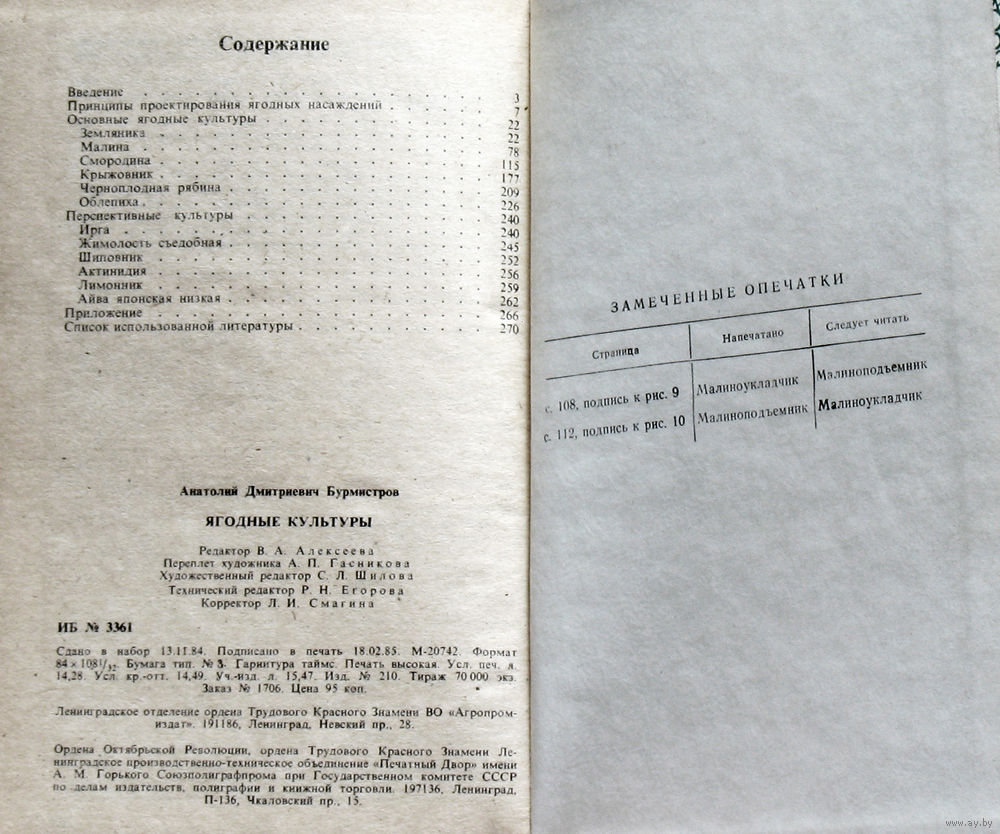 Содержание
Введение . . . . . . . . . . . . . . . . . 3
Принципы проектирования ягодных насаждений . . . . . 7
Основные ягодные культуры . . . . . . . . . . . . 22
Земляника . . . . . . . . . . . . . . . . 22
Малина . . . . . . . . . . . . . . . . . 78
Смородина . . . . . . . . . . . . . . . . 115
Крыжовник . . . . . . . . . . . . . . . . 177
Черноплодная рябина . . . . . . . . . . . . . 209
Облепиха . . . . . . . . . . . . . . . . 226
Перспективные культуры . . . . . . . . . . . . . 240
Ирга . . . . . . . . . . . . . . . . . . 240
Жимолость съедобная . . . . . . . . . . . . . 245
Шиповник . . . . . . . . . . . . . . . . 252
Актинидия . . . . . . . . . . . . . . . . 256
Лимонник . . . . . . . . . . . . . . . . 259
Айва японская низкая . . . . . . . . . . . . . 262
Приложение . . . . . . . . . . . . . . . . . 266
Список использованной литературы . . . . . . . . . . 270
Анатолий Дмитриевич Бурмистров
ЯГОДНЫЕ КУЛЬТУРЫ
Редактор В. А. Алексеева
Переплет художника А. П. Гасникова
Художественный редактор С. Л. Шилова
Технический редактор Р. Н. Егорова
Корректор Л. И. Смагина
ИБ № 3361
Сдано в набор 13.11.84. Подписано в печать 18.02.85. М-20742. Формат
84×108¹/₃₂. Бумага тип. № 3. Гарнитура таймс. Печать высокая. Усл. печ. л.
14,28. Усл. кр.-отт. 14,49. Уч.-изд. л. 15,47. Изд. № 210. Тираж 70 000 экз.
Заказ № 1706. Цена 95 коп.
Ленинградское отделение ордена Трудового Красного Знамени ВО «Агропром-
издат». 191186, Ленинград, Невский пр., 28.
Ордена Октябрьской Революции, ордена Трудового Красного Знамени Ле-
нинградское производственно-техническое объединение «Печатный Двор» имени
А. М. Горького Союзполиграфпрома при Государственном комитете СССР
по делам издательств, полиграфии и книжной торговли. 197136, Ленинград,
П-136, Чкаловский пр., 15.
ЗАМЕЧЕННЫЕ ОПЕЧАТКИ
Страница Напечатано Следует читать
с. 108, подпись к рис. 9 Малиноукладчик Малиноподъемник
с. 112, подпись к рис. 10 Малиноподъемник Малиноукладчик
www.ay.by